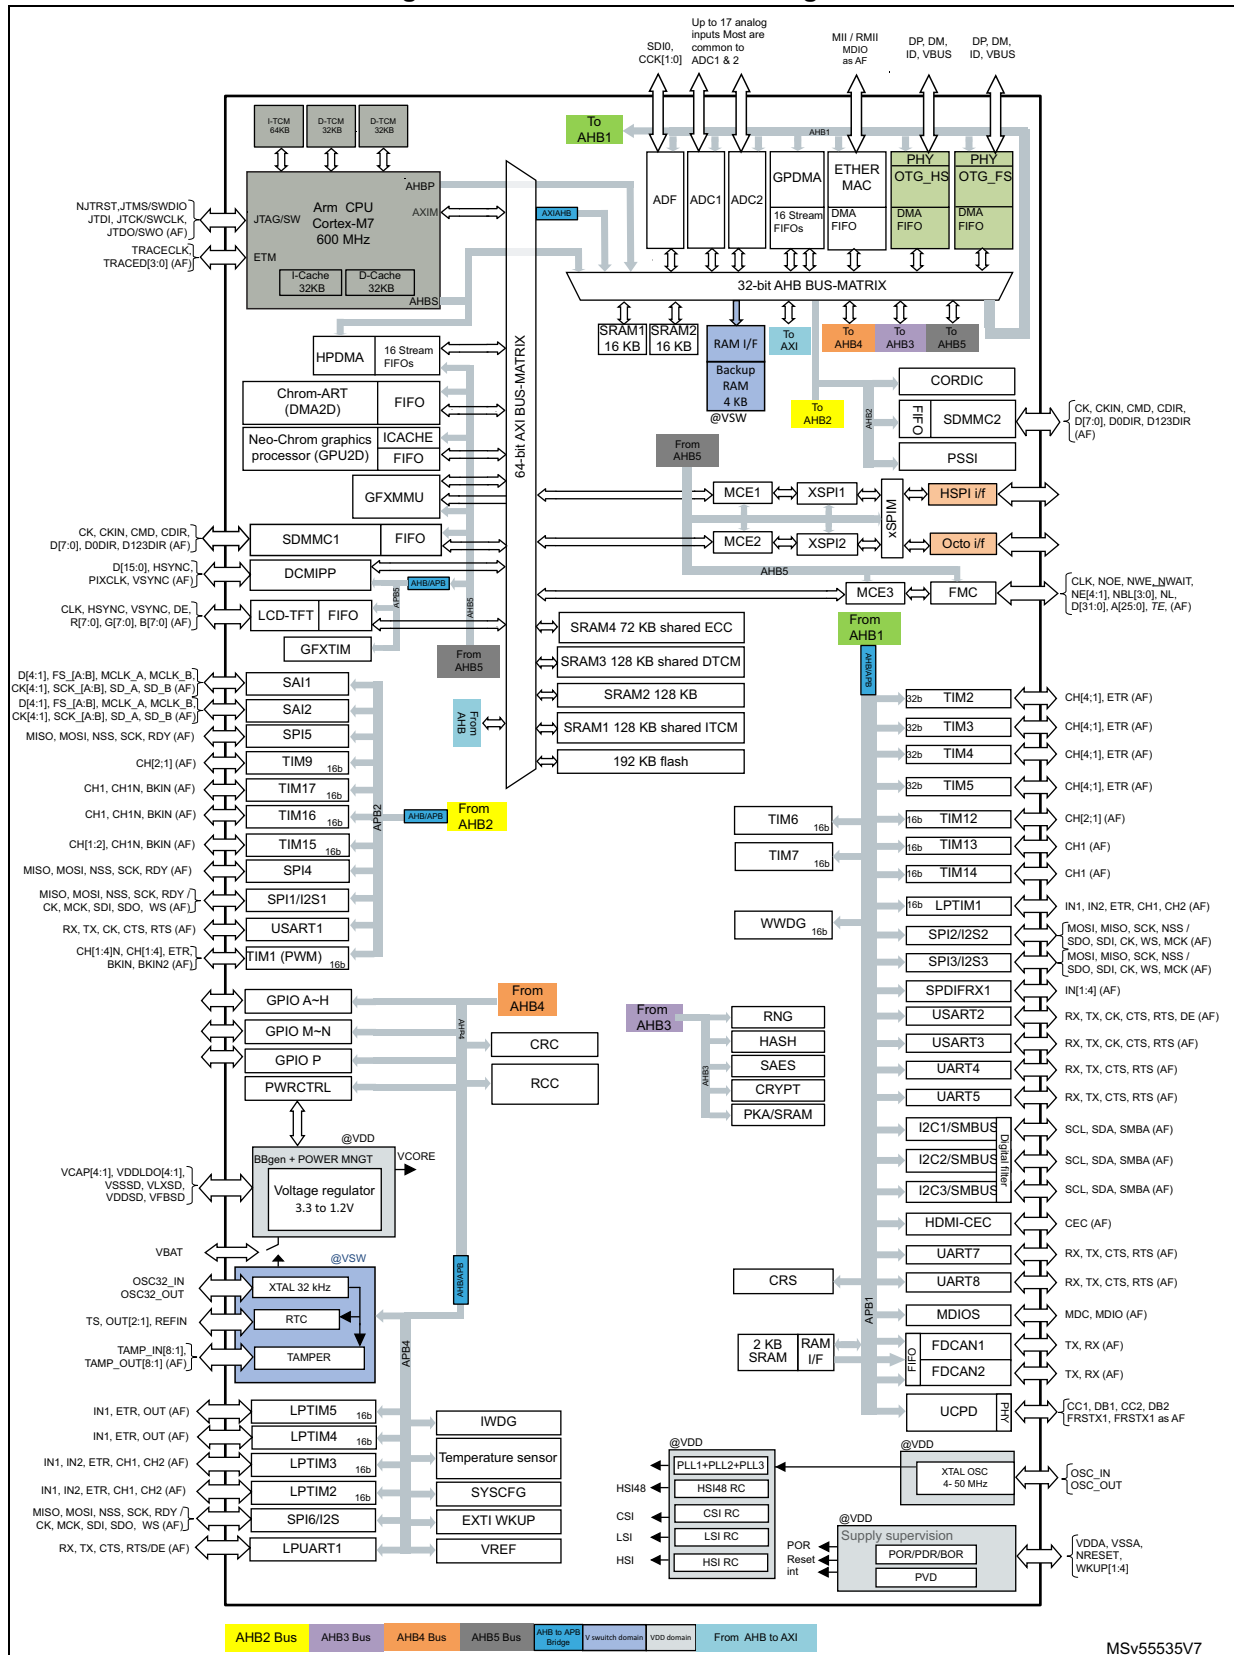 Up to 17 analog
inputs Most are
common to
ADC1 & 2
SDI0,
CCK[1:0]
MII / RMII
MDIO
as AF
DP, DM,
ID, VBUS
DP, DM,
ID, VBUS
I-TCM
64KB
D-TCM
32KB
D-TCM
32KB
To
AHB1
AHB1
AHBP
AXIM
AHBS
Arm CPU
Cortex-M7
600 MHz
JTAG/SW
ETM
I-Cache
32KB
D-Cache
32KB
NJTRST,JTMS/SWDIO
JTDI, JTCK/SWCLK,
JTDO/SWO (AF)
TRACECLK,
TRACED[3:0] (AF)
AXIAHB
ADF
ADC1
ADC2
GPDMA
16 Stream
FIFOs
ETHER
MAC
DMA
FIFO
PHY
OTG_HS
DMA
FIFO
PHY
OTG_FS
DMA
FIFO
32-bit AHB BUS-MATRIX
64-bit AXI BUS-MATRIX
SRAM1
16 KB
SRAM2
16 KB
RAM I/F
Backup
RAM
4 KB
@VSW
To
AXI
To
AHB4
To
AHB3
To
AHB5
To
AHB2
AHB2
CORDIC
FIFO
SDMMC2
PSSI
CK, CKIN, CMD, CDIR,
D[7:0], D0DIR, D123DIR
(AF)
HPDMA
16 Stream
FIFOs
Chrom-ART
(DMA2D)
FIFO
Neo-Chrom graphics
processor (GPU2D)
ICACHE
FIFO
GFXMMU
SDMMC1
FIFO
CK, CKIN, CMD, CDIR,
D[7:0], D0DIR, D123DIR (AF)
DCMIPP
D[15:0], HSYNC,
PIXCLK, VSYNC (AF)
AHB/APB
APB5
AHB5
LCD-TFT
FIFO
CLK, HSYNC, VSYNC, DE,
R[7:0], G[7:0], B[7:0] (AF)
GFXTIM
From
AHB5
From
AHB5
MCE1
XSPI1
xSPIM
HSPI i/f
MCE2
XSPI2
Octo i/f
AHB5
MCE3
FMC
CLK, NOE, NWE, NWAIT,
NE[4:1], NBL[3:0], NL,
D[31:0], A[25:0], TE, (AF)
From
AHB
SRAM4 72 KB shared ECC
SRAM3 128 KB shared DTCM
SRAM2 128 KB
SRAM1 128 KB shared ITCM
192 KB flash
D[4:1], FS_[A:B], MCLK_A, MCLK_B,
CK[4:1], SCK_[A:B], SD_A, SD_B (AF)
SAI1
D[4:1], FS_[A:B], MCLK_A, MCLK_B,
CK[4:1], SCK_[A:B], SD_A, SD_B (AF)
SAI2
MISO, MOSI, NSS, SCK, RDY (AF)
SPI5
CH[2;1] (AF)
TIM9
16b
CH1, CH1N, BKIN (AF)
TIM17
16b
CH1, CH1N, BKIN (AF)
TIM16
16b
CH[1:2], CH1N, BKIN (AF)
TIM15
16b
MISO, MOSI, NSS, SCK, RDY (AF)
SPI4
MISO, MOSI, NSS, SCK, RDY /
CK, MCK, SDI, SDO, WS (AF)
SPI1/I2S1
RX, TX, CK, CTS, RTS (AF)
USART1
CH[1:4]N, CH[1:4], ETR,
BKIN, BKIN2 (AF)
TIM1 (PWM)
16b
APB2
AHB/APB
From
AHB2
From
AHB1
AHB/APB
32b
TIM2
CH[4;1], ETR (AF)
16b
TIM3
CH[4;1], ETR (AF)
16b
TIM4
CH[4;1], ETR (AF)
32b
TIM5
CH[4;1], ETR (AF)
TIM6
16b
16b
TIM12
CH[2;1] (AF)
TIM7
16b
16b
TIM13
CH1 (AF)
16b
TIM14
CH1 (AF)
WWDG
16b
16b
LPTIM1
IN1, IN2, ETR, CH1, CH2 (AF)
SPI2/I2S2
MOSI, MISO, SCK, NSS /
SDO, SDI, CK, WS, MCK (AF)
SPI3/I2S3
MOSI, MISO, SCK, NSS /
SDO, SDI, CK, WS, MCK (AF)
SPDIFRX1
IN[1:4] (AF)
USART2
RX, TX, CK, CTS, RTS, DE (AF)
USART3
RX, TX, CK, CTS, RTS (AF)
UART4
RX, TX, CTS, RTS (AF)
UART5
RX, TX, CTS, RTS (AF)
I2C1/SMBUS
SCL, SDA, SMBA (AF)
I2C2/SMBUS
SCL, SDA, SMBA (AF)
I2C3/SMBUS
SCL, SDA, SMBA (AF)
Digital filter
HDMI-CEC
CEC (AF)
UART7
RX, TX, CTS, RTS (AF)
UART8
RX, TX, CTS, RTS (AF)
CRS
APB1
MDIOS
MDC, MDIO (AF)
2 KB
SRAM
RAM
I/F
FIFO
FDCAN1
TX, RX (AF)
FDCAN2
TX, RX (AF)
UCPD
PHY
CC1, DB1, CC2, DB2
FRSTX1, FRSTX1 as AF
GPIO A~H
GPIO M~N
GPIO P
PWRCTRL
AHB4
From
AHB4
CRC
RCC
From
AHB3
AHB3
RNG
HASH
SAES
CRYPT
PKA/SRAM
@VDD
BBgen + POWER MNGT
VCORE
Voltage regulator
3.3 to 1.2V
VCAP[4:1], VDDLDO[4:1],
VSSSD, VLXSD,
VDDSD, VFBSD
VBAT
@VSW
OSC32_IN
OSC32_OUT
XTAL 32 kHz
TS, OUT[2:1], REFIN
RTC
TAMP_IN[8:1],
TAMP_OUT[8:1] (AF)
TAMPER
AHB/APB
APB4
IN1, ETR, OUT (AF)
LPTIM5
16b
IN1, ETR, OUT (AF)
LPTIM4
16b
IN1, IN2, ETR, CH1, CH2 (AF)
LPTIM3
16b
IN1, IN2, ETR, CH1, CH2 (AF)
LPTIM2
16b
MISO, MOSI, NSS, SCK, RDY /
CK, MCK, SDI, SDO, WS (AF)
SPI6/I2S
RX, TX, CTS, RTS/DE (AF)
LPUART1
IWDG
Temperature sensor
SYSCFG
EXTI WKUP
VREF
@VDD
PLL1+PLL2+PLL3
HSI48
HSI48 RC
CSI
CSI RC
LSI
LSI RC
HSI
HSI RC
@VDD
XTAL OSC
4- 50 MHz
OSC_IN
OSC_OUT
@VDD
Supply supervision
POR
Reset
int
POR/PDR/BOR
PVD
VDDA, VSSA,
NRESET,
WKUP[1:4]
AHB2 Bus
AHB3 Bus
AHB4 Bus
AHB5 Bus
AHB to APB
Bridge
V swuitch domain
VDD domain
From AHB to AXI
MSv55535V7